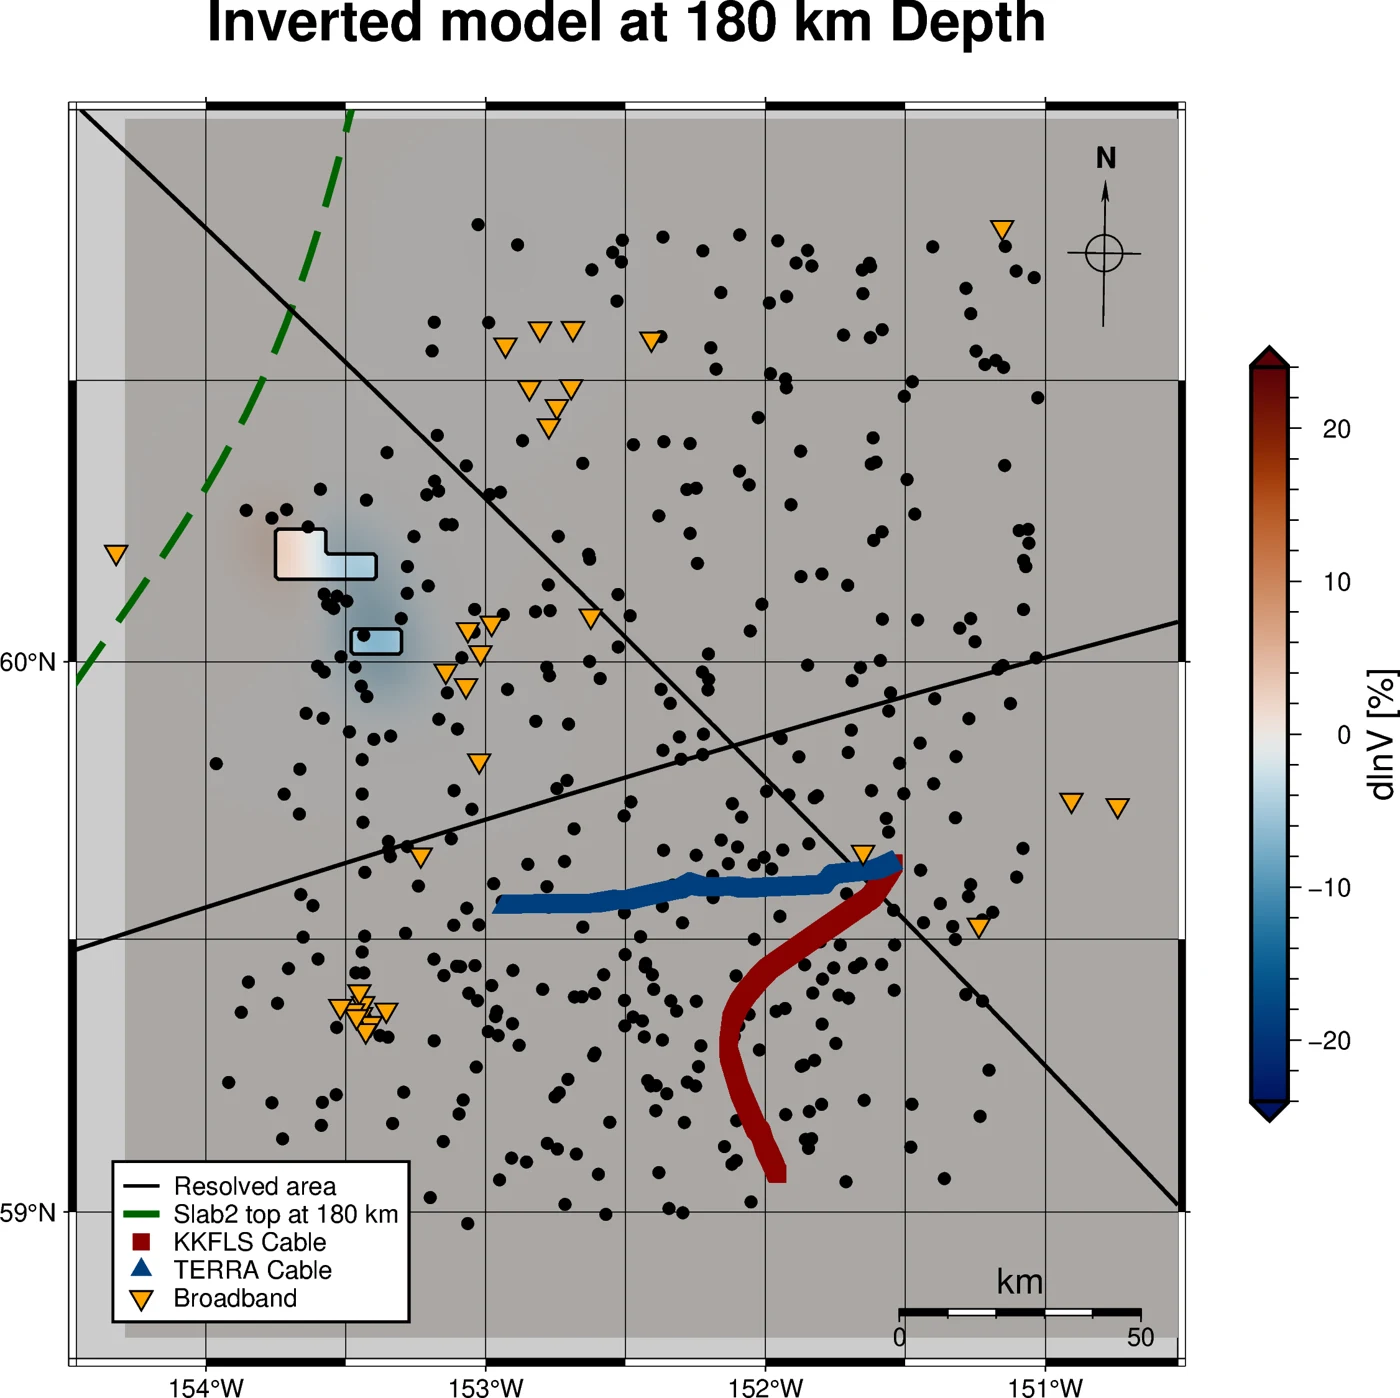 Inverted model at 180 km Depth
N
20
10
0
−10
−20
dlnV [%]
60°N
59°N
Resolved area
Slab2 top at 180 km
KKFLS Cable
TERRA Cable
Broadband
km
0 50
154°W 153°W 152°W 151°W